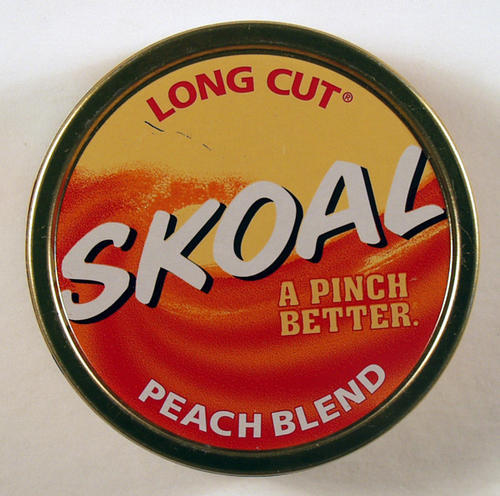 LONG CUT®
SKOAL
A PINCH
BETTER.
PEACH BLEND